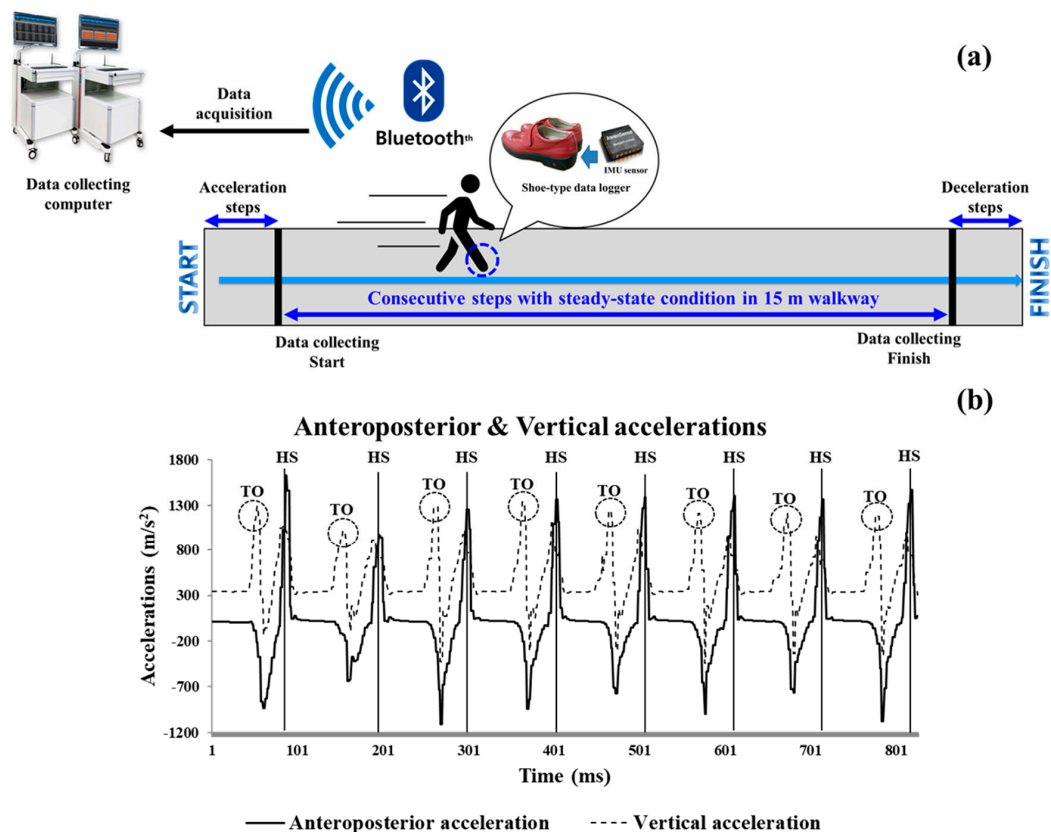 (a)
Data
acquisition
Bluetoothth
IMU sensor
Shoe-type data logger
Data collecting
computer
Acceleration
steps
Deceleration
steps
START
FINISH
Consecutive steps with steady-state condition in 15 m walkway
Data collecting
Start
Data collecting
Finish
(b)
Anteroposterior & Vertical accelerations
HS HS HS HS HS HS HS HS
TO TO TO TO TO TO TO TO
Accelerations (m/s²)
1800
1300
800
300
-200
-700
-1200
1 101 201 301 401 501 601 701 801
Time (ms)
Anteroposterior acceleration Vertical acceleration